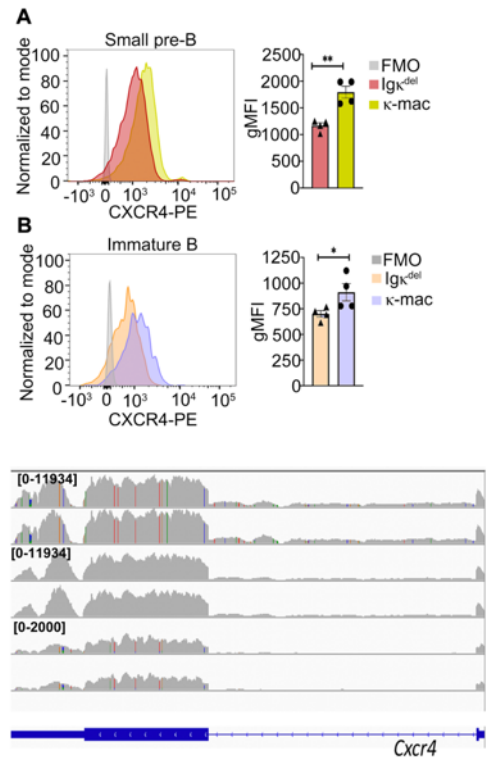 A
Small pre-B
Normalized to mode
100
80
60
40
20
0
-10³ 0 10³ 10⁴ 10⁵
CXCR4-PE
gMFI
2500
2000
1500
1000
500
0
**
FMO
Igκᵈᵉˡ
κ-mac
B
Immature B
Normalized to mode
100
80
60
40
20
0
-10³ 0 10³ 10⁴ 10⁵
CXCR4-PE
gMFI
1250
1000
750
500
250
0
*
FMO
Igκᵈᵉˡ
κ-mac
[0-11934]
[0-11934]
[0-2000]
Cxcr4